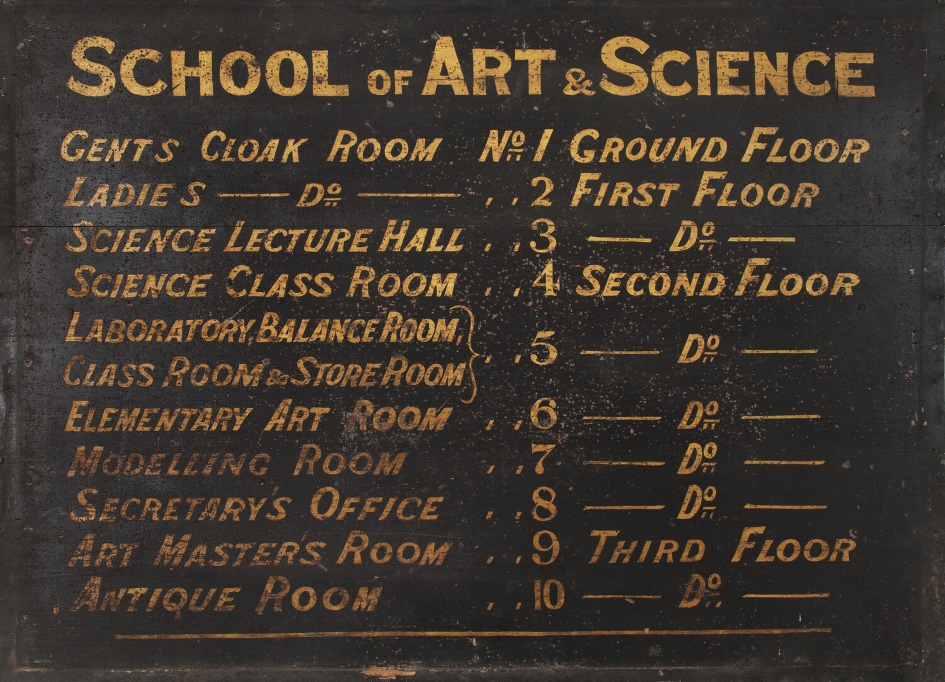 SCHOOL OF ART & SCIENCE
GENTS CLOAK ROOM Nº 1 GROUND FLOOR
LADIES — Dº — , , 2 FIRST FLOOR
SCIENCE LECTURE HALL , , 3 — Dº —
SCIENCE CLASS ROOM , , 4 SECOND FLOOR
LABORATORY, BALANCE ROOM,
CLASS ROOM & STORE ROOM } , , 5 — Dº —
ELEMENTARY ART ROOM , , 6 — Dº —
MODELLING ROOM , , 7 — Dº —
SECRETARY'S OFFICE , , 8 — Dº —
ART MASTERS ROOM , , 9 THIRD FLOOR
ANTIQUE ROOM , , 10 — Dº —